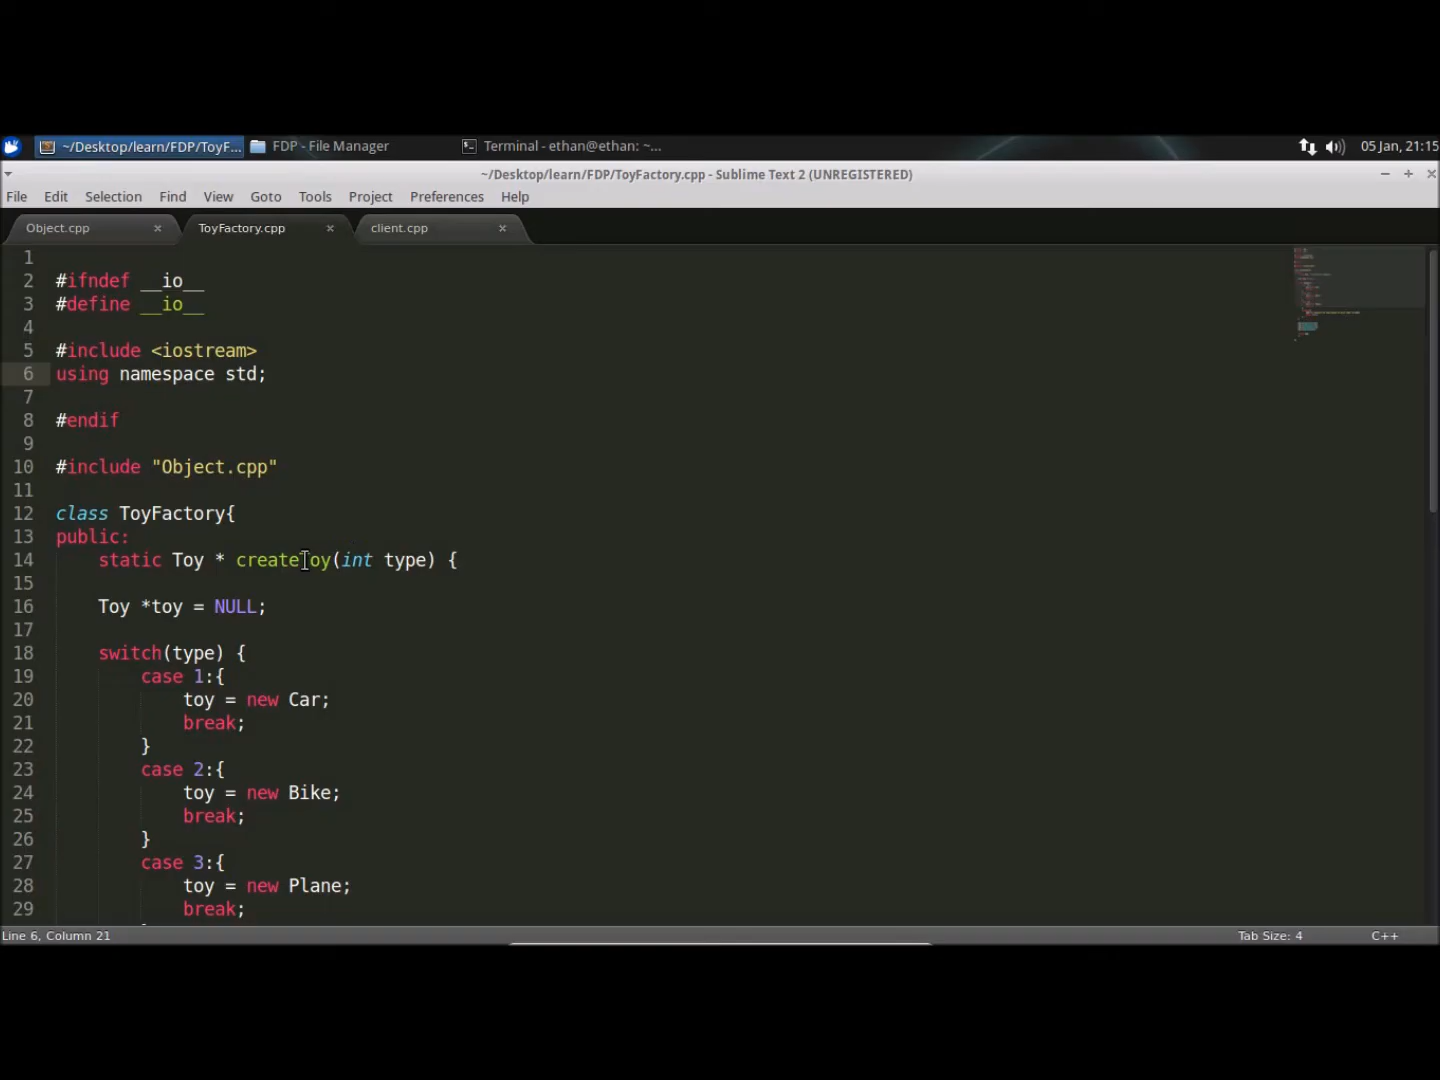 ~/Desktop/learn/FDP/ToyF...
FDP - File Manager
Terminal - ethan@ethan: ~...
05 Jan, 21:15
~/Desktop/learn/FDP/ToyFactory.cpp - Sublime Text 2 (UNREGISTERED)
File Edit Selection Find View Goto Tools Project Preferences Help
Object.cpp × ToyFactory.cpp × client.cpp ×
1
2 #ifndef __io__
3 #define __io__
4
5 #include <iostream>
6 using namespace std;
7
8 #endif
9
10 #include "Object.cpp"
11
12 class ToyFactory{
13 public:
14 static Toy * createToy(int type) {
15
16 Toy *toy = NULL;
17
18 switch(type) {
19 case 1:{
20 toy = new Car;
21 break;
22 }
23 case 2:{
24 toy = new Bike;
25 break;
26 }
27 case 3:{
28 toy = new Plane;
29 break;
Line 6, Column 21
Tab Size: 4
C++